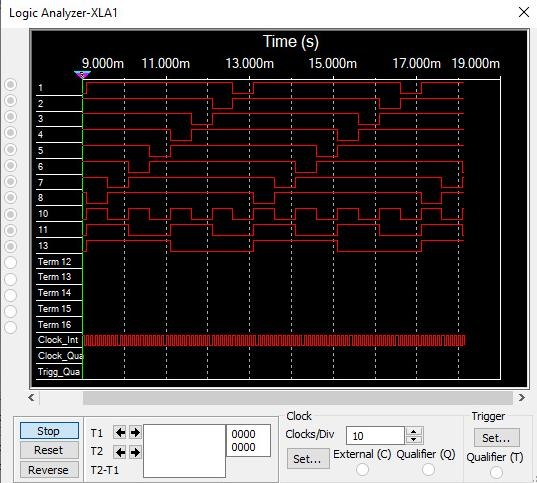 Logic Analyzer-XLA1
Time (s)
9.000m 11.000m 13.000m 15.000m 17.000m 19.000m
1
2
3
4
5
6
7
8
10
11
13
Term 12
Term 13
Term 14
Term 15
Term 16
Clock_Int
Clock_Qua
Trigg_Qua
Stop
Reset
Reverse
T1
T2
T2-T1
0000
0000
Clock
Clocks/Div 10
Set...
External (C) Qualifier (Q)
Trigger
Set...
Qualifier (T)